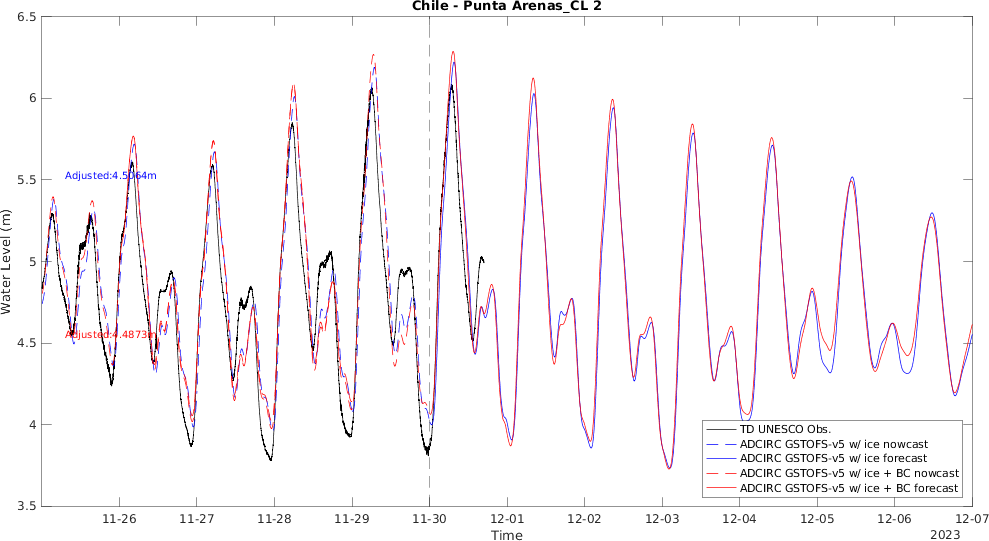 Chile - Punta Arenas_CL 2
6.5
6
5.5
5
4.5
4
3.5
Water Level (m)
Adjusted:4.5064m
Adjusted:4.4873m
TD UNESCO Obs.
ADCIRC GSTOFS-v5 w/ ice nowcast
ADCIRC GSTOFS-v5 w/ ice forecast
ADCIRC GSTOFS-v5 w/ ice + BC nowcast
ADCIRC GSTOFS-v5 w/ ice + BC forecast
11-26 11-27 11-28 11-29 11-30 12-01 12-02 12-03 12-04 12-05 12-06 12-07
Time
2023